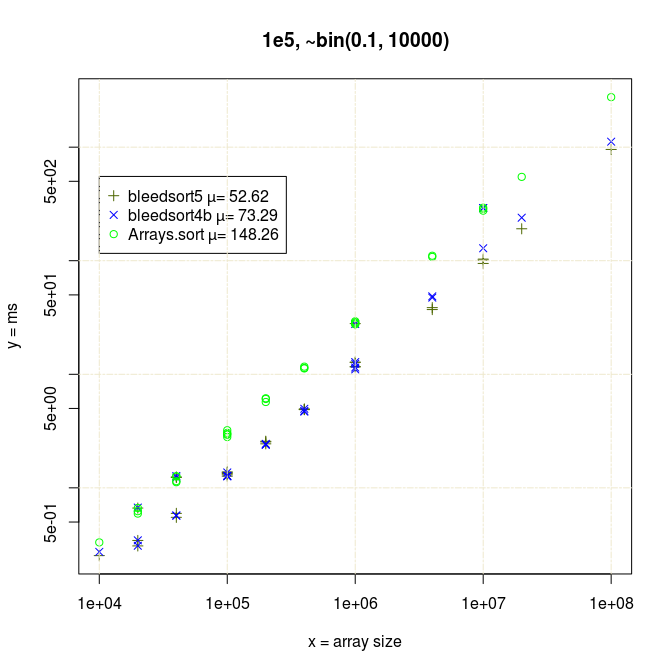 1e5, ~bin(0.1, 10000)
5e+02
bleedsort5 μ= 52.62
bleedsort4b μ= 73.29
Arrays.sort μ= 148.26
5e+01
y = ms
5e+00
5e-01
1e+04 1e+05 1e+06 1e+07 1e+08
x = array size